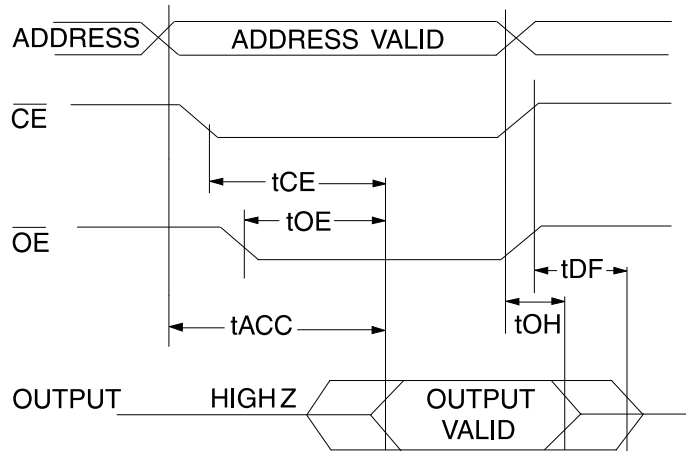 ADDRESS ADDRESS VALID
CE
tCE
tOE
OE
tDF
tACC
tOH
OUTPUT HIGH Z OUTPUT
VALID